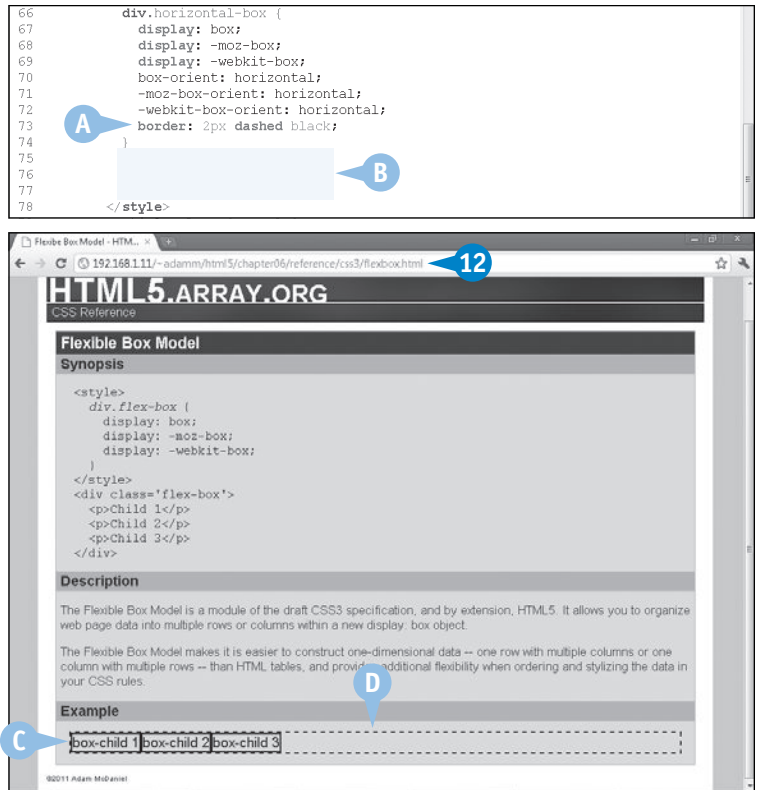 66 div.horizontal-box {
67 display: box;
68 display: -moz-box;
69 display: -webkit-box;
70 box-orient: horizontal;
71 -moz-box-orient: horizontal;
72 -webkit-box-orient: horizontal;
73 border: 2px dashed black;
A
74 }
75
76
B
77
78 </style>
Flexibe Box Model - HTM...
192.168.1.11/~adamm/html5/chapter06/reference/css3/flexbox.html
12
HTML5.ARRAY.ORG
CSS Reference
Flexible Box Model
Synopsis
<style>
div.flex-box {
display: box;
display: -moz-box;
display: -webkit-box;
}
</style>
<div class='flex-box'>
<p>Child 1</p>
<p>Child 2</p>
<p>Child 3</p>
</div>
Description
The Flexible Box Model is a module of the draft CSS3 specification, and by extension, HTML5. It allows you to organize
web page data into multiple rows or columns within a new display: box object.
The Flexible Box Model makes it is easier to construct one-dimensional data -- one row with multiple columns or one
column with multiple rows -- than HTML tables, and additional flexibility when ordering and stylizing the data in
your CSS rules.
D
Example
C
box-child 1 box-child 2 box-child 3
©2011 Adam McDaniel